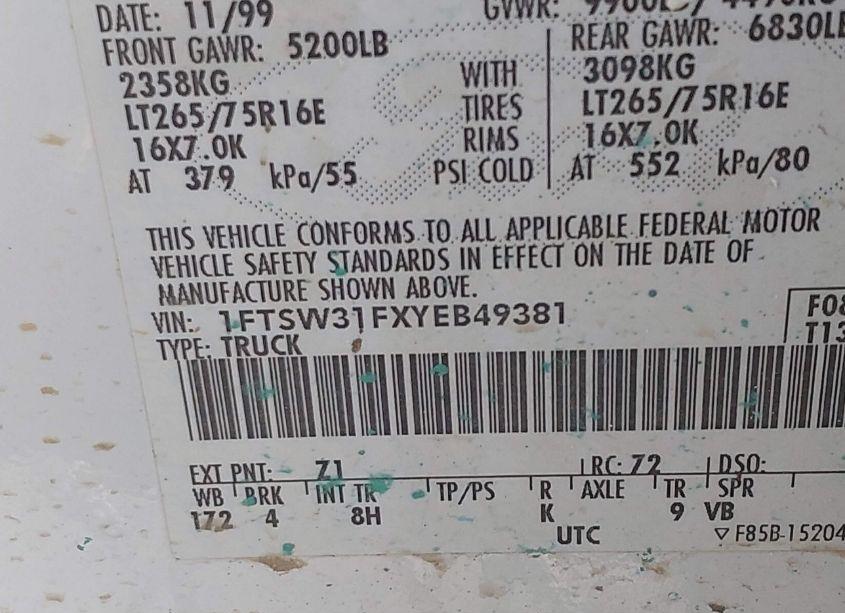 DATE: 11/99 GVWR: 9900L
FRONT GAWR: 5200LB
2358KG
LT265/75R16E
16X7.0K
AT 379 kPa/55
WITH
TIRES
RIMS
PSI COLD
REAR GAWR: 6830LB
3098KG
LT265/75R16E
16X7.0K
AT 552 kPa/80
THIS VEHICLE CONFORMS TO ALL APPLICABLE FEDERAL MOTOR
VEHICLE SAFETY STANDARDS IN EFFECT ON THE DATE OF
MANUFACTURE SHOWN ABOVE.
VIN: 1FTSW31FXYEB49381
TYPE: TRUCK
F08
T13
EXT PNT: Z1 RC: 72 DSO:
WB BRK INT TR TP/PS R AXLE TR SPR
172 4 8H K 9 VB
UTC ▽ F85B-15204